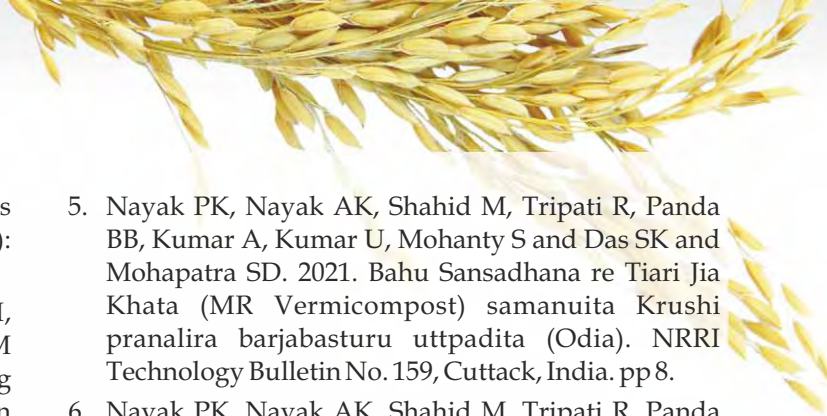 s
):
I,
M
g
n
5. Nayak PK, Nayak AK, Shahid M, Tripati R, Panda
BB, Kumar A, Kumar U, Mohanty S and Das SK and
Mohapatra SD. 2021. Bahu Sansadhana re Tiari Jia
Khata (MR Vermicompost) samanuita Krushi
pranalira barjabasturu uttpadita (Odia). NRRI
Technology Bulletin No. 159, Cuttack, India. pp 8.
6. Nayak PK, Nayak AK, Shahid M, Tripati R, Panda